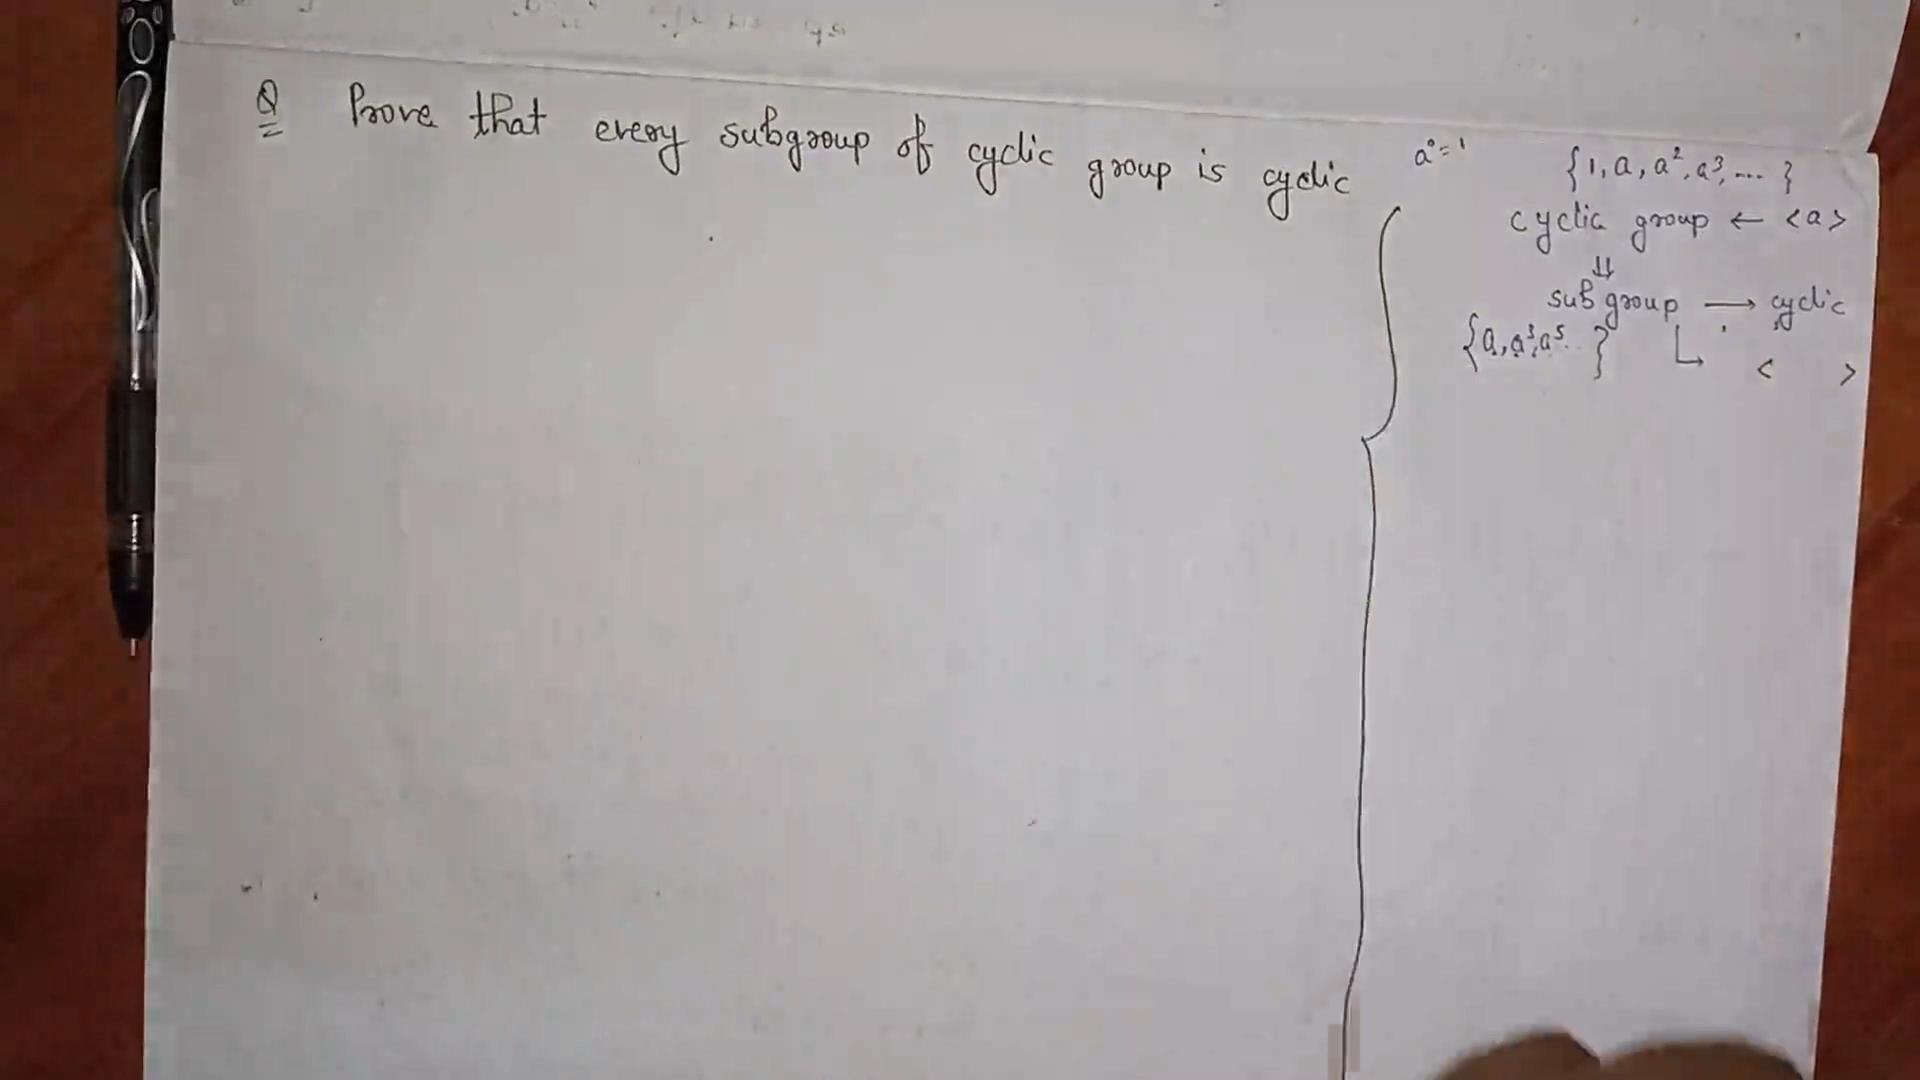 Q Prove that every subgroup of cyclic group is cyclic
a° = 1
{1, a, a², a³, ... }
cyclic group ← <a>
⇓
subgroup → cyclic
{a, a³, a⁵ .. }
< >